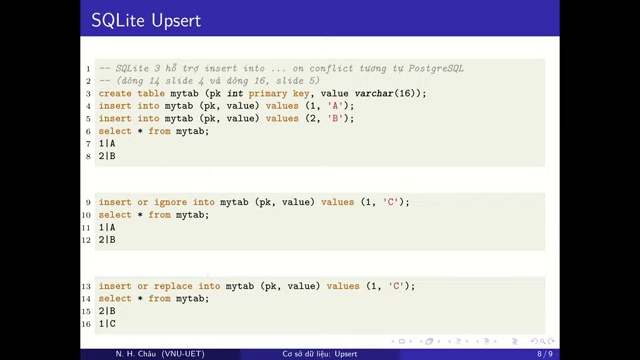 SQLite Upsert
1 -- SQLite 3 hỗ trợ insert into ... on conflict tương tự PostgreSQL
2 -- (dòng 14 slide 4 và dòng 16, slide 5)
3 create table mytab (pk int primary key, value varchar(16));
4 insert into mytab (pk, value) values (1, 'A');
5 insert into mytab (pk, value) values (2, 'B');
6 select * from mytab;
7 1|A
8 2|B
9 insert or ignore into mytab (pk, value) values (1, 'C');
10 select * from mytab;
11 1|A
12 2|B
13 insert or replace into mytab (pk, value) values (1, 'C');
14 select * from mytab;
15 2|B
16 1|C
N. H. Châu (VNU-UET) Cơ sở dữ liệu: Upsert 8 / 9